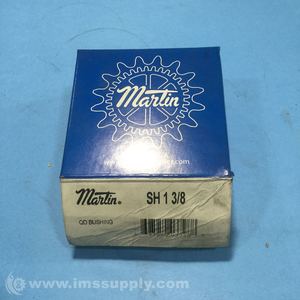 Martin
Martin®
SH 1 3/8
QD BUSHING
© www.imssupply.com